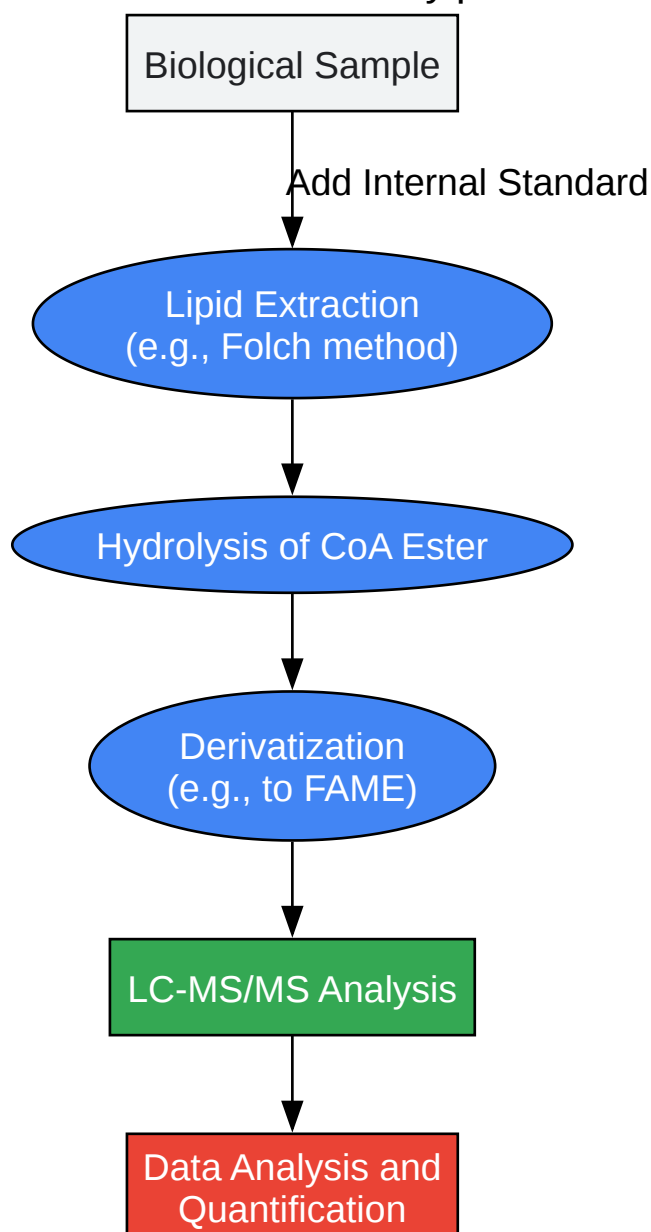 Biological Sample
Add Internal Standard
Lipid Extraction
(e.g., Folch method)
Hydrolysis of CoA Ester
Derivatization
(e.g., to FAME)
LC-MS/MS Analysis
Data Analysis and
Quantification